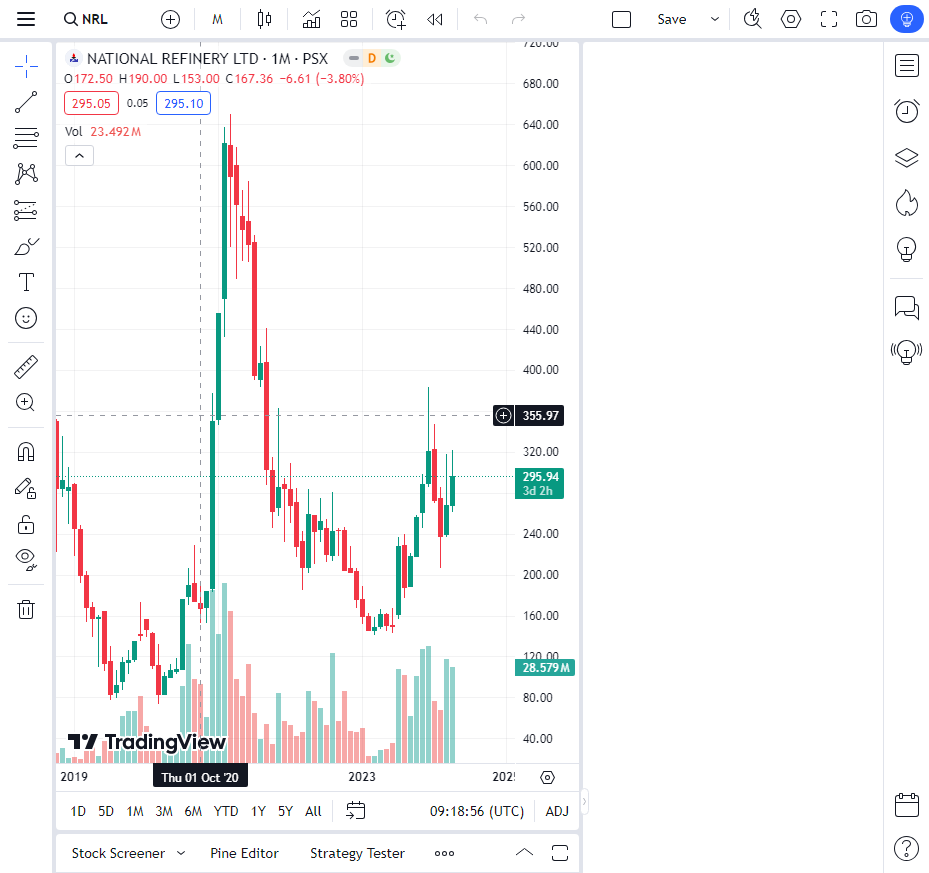 NRL
M
Save
NATIONAL REFINERY LTD · 1M · PSX
D
O172.50 H190.00 L153.00 C167.36 −6.61 (−3.80%)
295.05 0.05 295.10
Vol 23.492 M
720.00
680.00
640.00
600.00
560.00
520.00
480.00
440.00
400.00
355.97
320.00
295.94
3d 2h
240.00
200.00
160.00
120.00
28.579 M
80.00
40.00
TradingView
2019 Thu 01 Oct '20 2023
1D 5D 1M 3M 6M YTD 1Y 5Y All 09:18:56 (UTC) ADJ
Stock Screener Pine Editor Strategy Tester